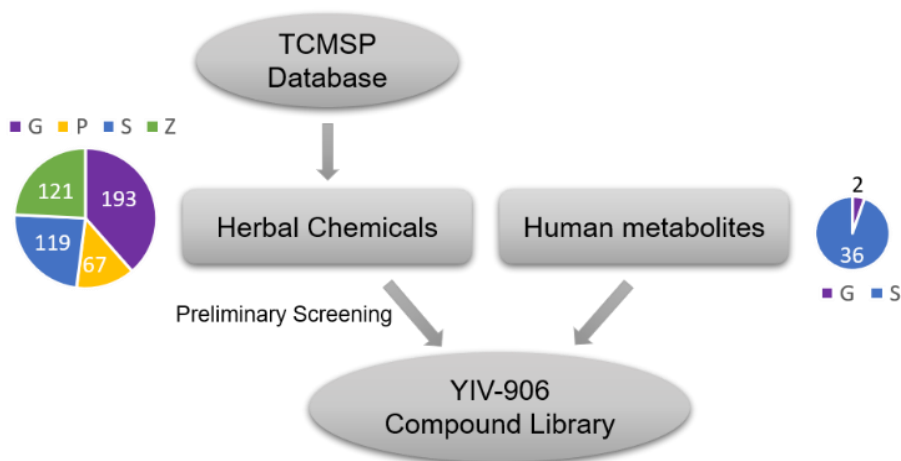 TCMSP
Database
G P S Z
193
121
119
67
Herbal Chemicals
Human metabolites
2
36
G S
Preliminary Screening
YIV-906
Compound Library